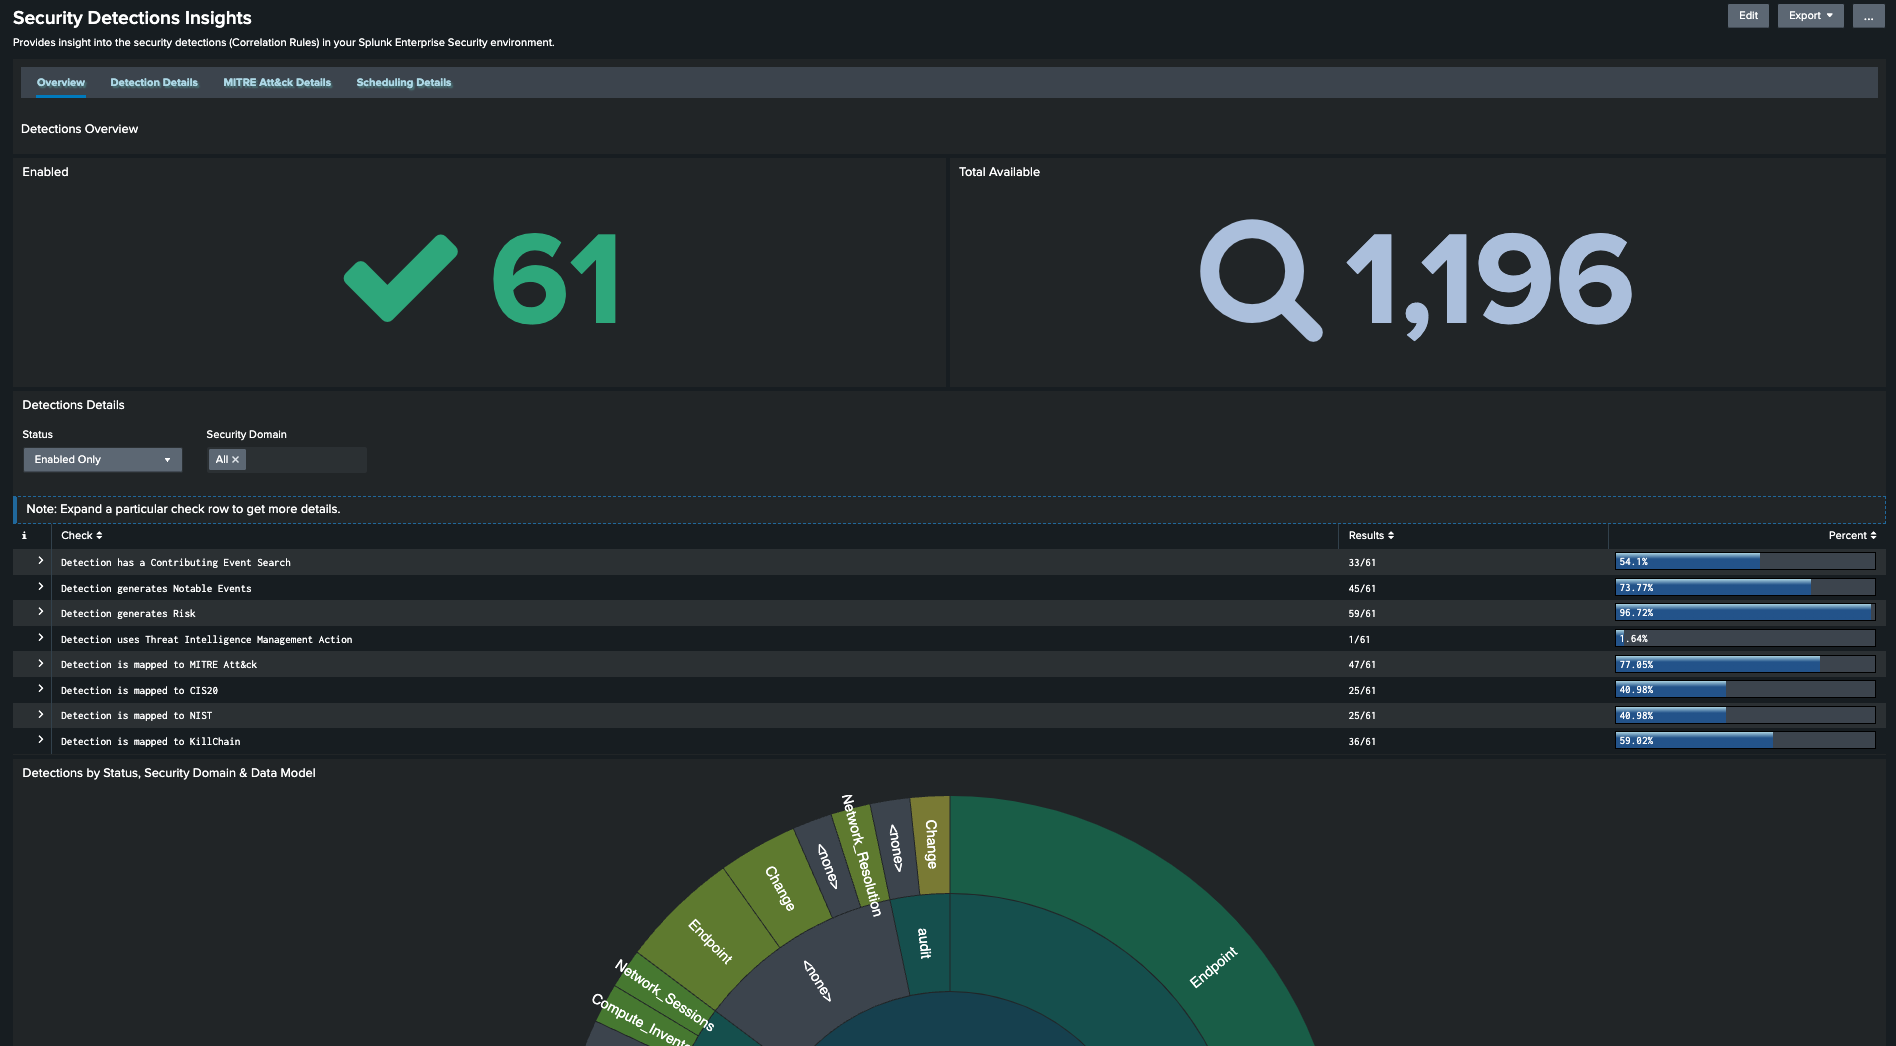 Security Detections Insights
Edit
Export
...
Provides insight into the security detections (Correlation Rules) in your Splunk Enterprise Security environment.
Overview
Detection Details
MITRE Att&ck Details
Scheduling Details
Detections Overview
Enabled
Total Available
61
1,196
Detections Details
Status
Security Domain
Enabled Only
All ×
Note: Expand a particular check row to get more details.
i
Check
Results
Percent
Detection has a Contributing Event Search
33/61
54.1%
Detection generates Notable Events
45/61
73.77%
Detection generates Risk
59/61
96.72%
Detection uses Threat Intelligence Management Action
1/61
1.64%
Detection is mapped to MITRE Att&ck
47/61
77.05%
Detection is mapped to CIS20
25/61
40.98%
Detection is mapped to NIST
25/61
40.98%
Detection is mapped to KillChain
36/61
59.02%
Detections by Status, Security Domain & Data Model
Network_Resolution
<none>
Change
<none>
Change
Endpoint
audit
Endpoint
<none>
Network_Sessions